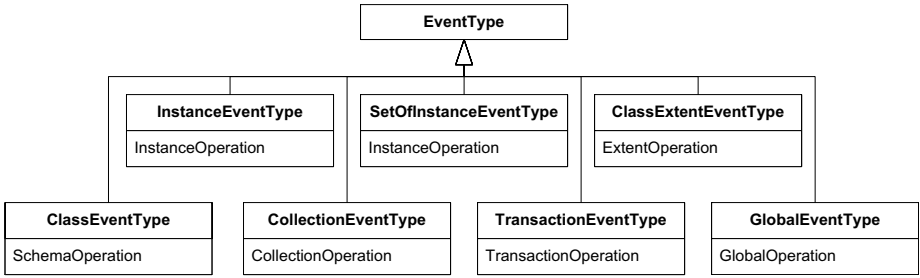 EventType
InstanceEventType
InstanceOperation
SetOfInstanceEventType
InstanceOperation
ClassExtentEventType
ExtentOperation
ClassEventType
SchemaOperation
CollectionEventType
CollectionOperation
TransactionEventType
TransactionOperation
GlobalEventType
GlobalOperation